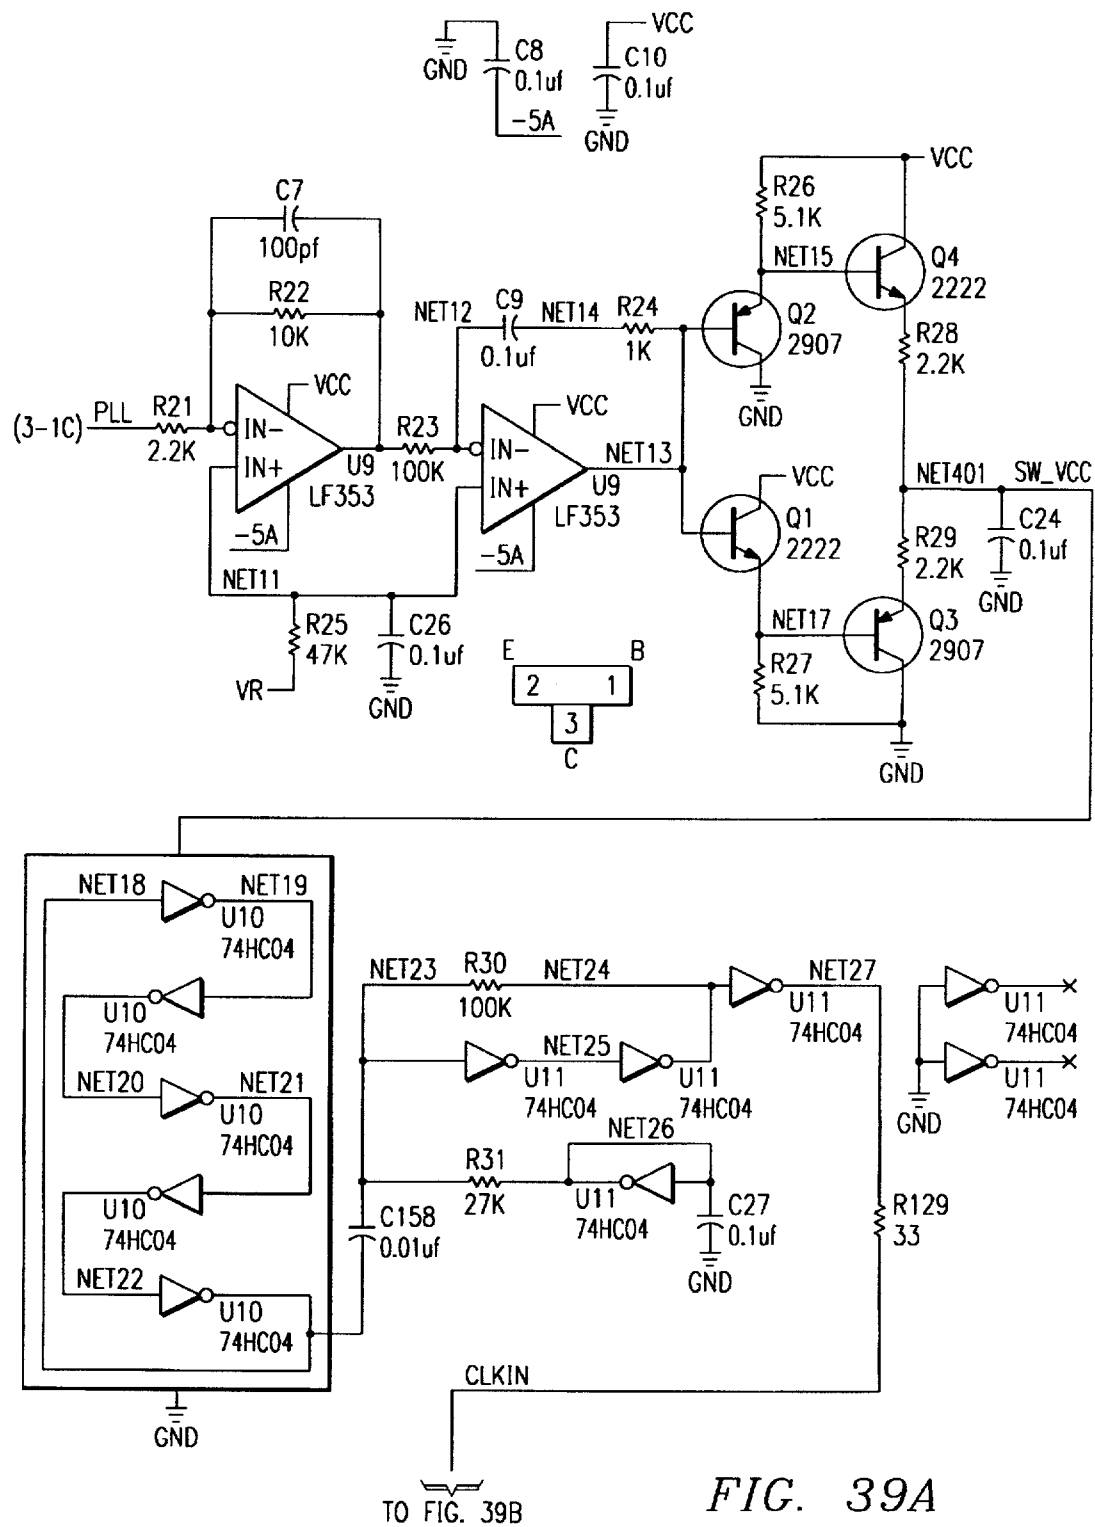 VCC
GND
C8
0.1uf
-5A
C10
0.1uf
GND
C7
100pf
R22
10K
VCC
(3-1C)
PLL
R21
2.2K
IN-
IN+
U9
LF353
-5A
NET11
R23
100K
NET12
C9
0.1uf
NET14
R24
1K
VCC
IN-
IN+
U9
LF353
-5A
NET13
R25
47K
VR
C26
0.1uf
GND
R26
5.1K
VCC
NET15
Q4
2222
Q2
2907
GND
R28
2.2K
VCC
Q1
2222
NET401
SW_VCC
C24
0.1uf
GND
R29
2.2K
NET17
Q3
2907
R27
5.1K
GND
E
B
2
1
3
C
NET18
NET19
U10
74HC04
U10
74HC04
NET20
NET21
U10
74HC04
U10
74HC04
NET22
U10
74HC04
GND
NET23
R30
100K
NET24
NET27
U11
74HC04
NET25
U11
74HC04
U11
74HC04
NET26
R31
27K
U11
74HC04
C27
0.1uf
GND
C158
0.01uf
R129
33
U11
74HC04
U11
74HC04
GND
CLKIN
TO FIG. 39B
FIG. 39A